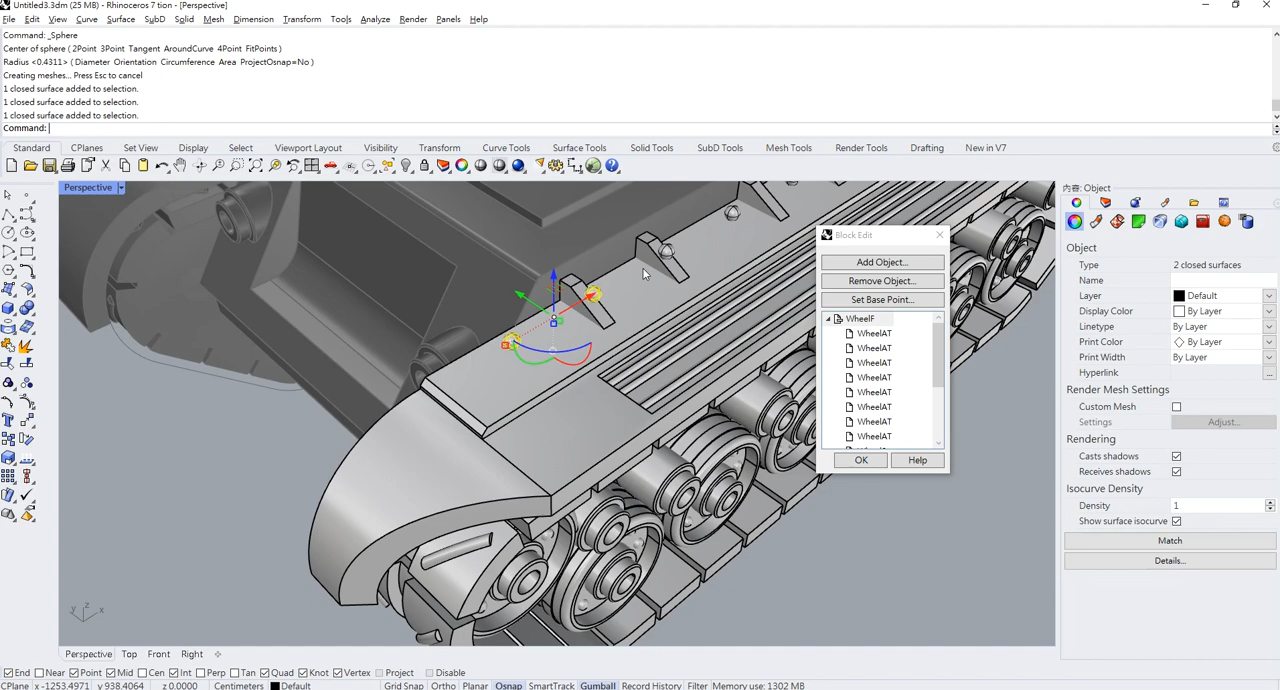 Untitled3.3dm (25 MB) - Rhinoceros 7 tion - [Perspective]
File Edit View Curve Surface SubD Solid Mesh Dimension Transform Tools Analyze Render Panels Help
Command: _Sphere
Center of sphere ( 2Point 3Point Tangent AroundCurve 4Point FitPoints )
Radius <0.4311> ( Diameter Orientation Circumference Area ProjectOsnap=No )
Creating meshes... Press Esc to cancel
1 closed surface added to selection.
1 closed surface added to selection.
1 closed surface added to selection.
Command:
Standard CPlanes Set View Display Select Viewport Layout Visibility Transform Curve Tools Surface Tools Solid Tools SubD Tools Mesh Tools Render Tools Drafting New in V7
Perspective
Block Edit
Add Object...
Remove Object...
Set Base Point...
WheelF
WheelAT
WheelAT
WheelAT
WheelAT
WheelAT
WheelAT
WheelAT
WheelAT
OK Help
內容: Object
Object
Type 2 closed surfaces
Name
Layer Default
Display Color By Layer
Linetype By Layer
Print Color By Layer
Print Width By Layer
Hyperlink ...
Render Mesh Settings
Custom Mesh
Settings Adjust...
Rendering
Casts shadows
Receives shadows
Isocurve Density
Density 1
Show surface isocurve
Match
Details...
z
y x
Perspective Top Front Right
End Near Point Mid Cen Int Perp Tan Quad Knot Vertex Project Disable
CPlane x -1253.4971 y 938.4064 z 0.0000 Centimeters Default Grid Snap Ortho Planar Osnap SmartTrack Gumball Record History Filter Memory use: 1302 MB